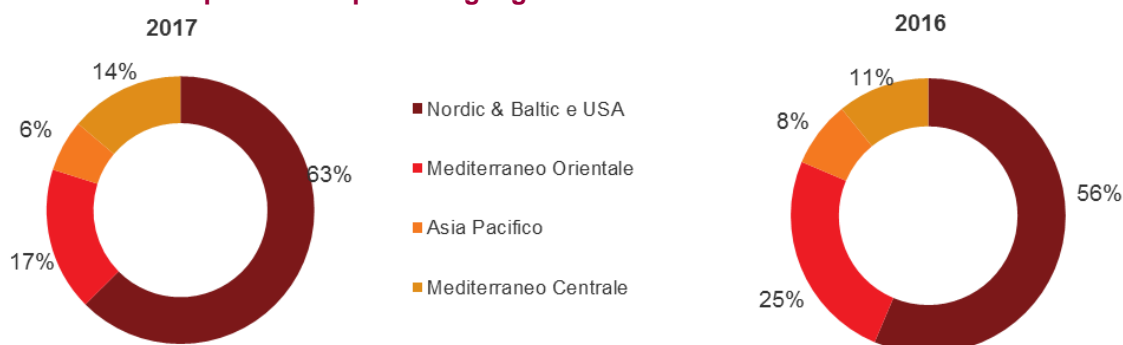 2017
14%
6%
63%
17%
Nordic & Baltic e USA
Mediterraneo Orientale
Asia Pacifico
Mediterraneo Centrale
2016
11%
8%
56%
25%